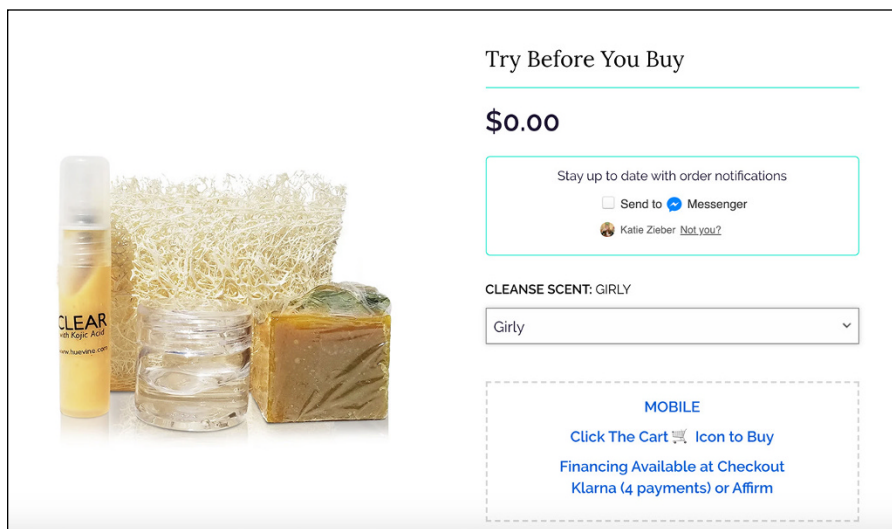 Try Before You Buy
$0.00
Stay up to date with order notifications
Send to Messenger
Katie Zieber Not you?
CLEANSE SCENT: GIRLY
Girly
MOBILE
Click The Cart 🛒 Icon to Buy
Financing Available at Checkout
Klarna (4 payments) or Affirm
CLEAR
with Kojic Acid
www.huevine.com